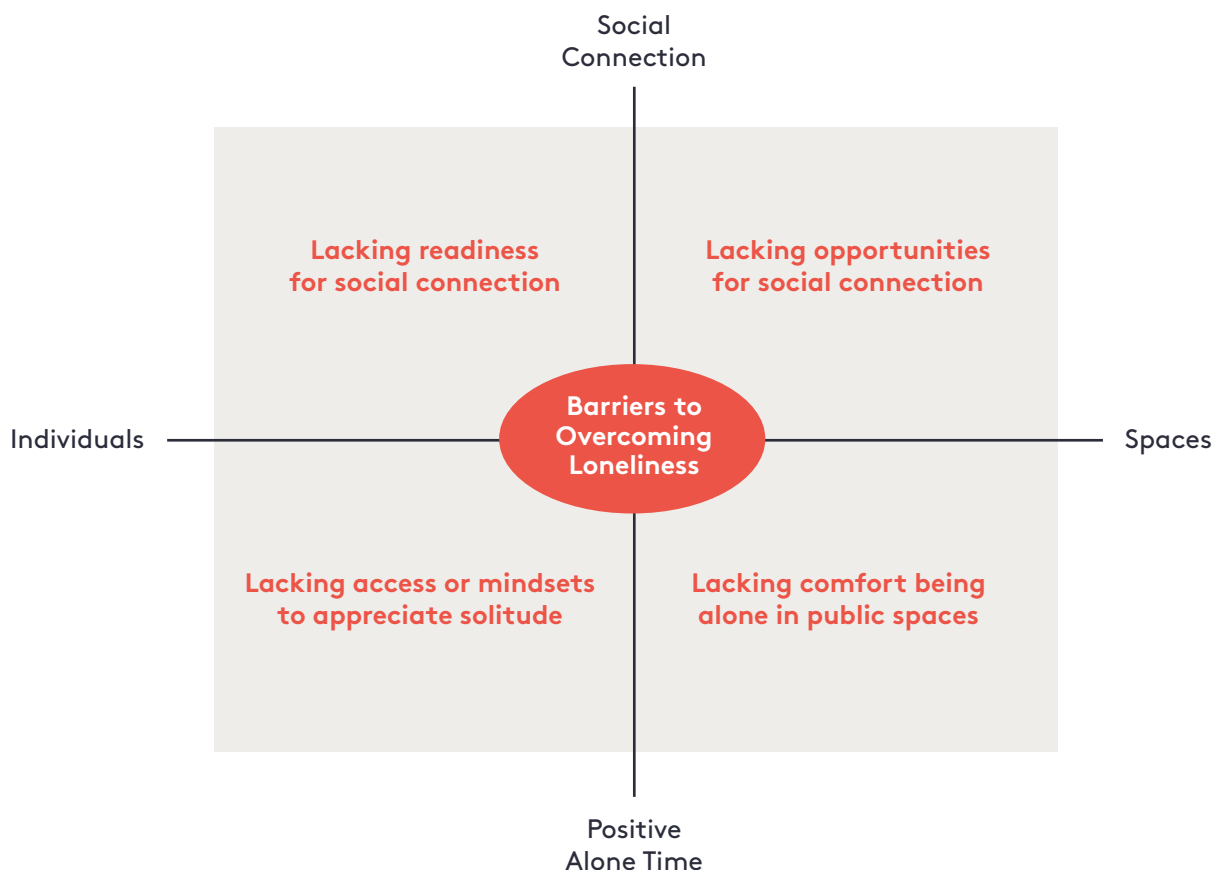 Social
Connection
Lacking readiness
for social connection
Lacking opportunities
for social connection
Individuals
Barriers to
Overcoming
Loneliness
Spaces
Lacking access or mindsets
to appreciate solitude
Lacking comfort being
alone in public spaces
Positive
Alone Time